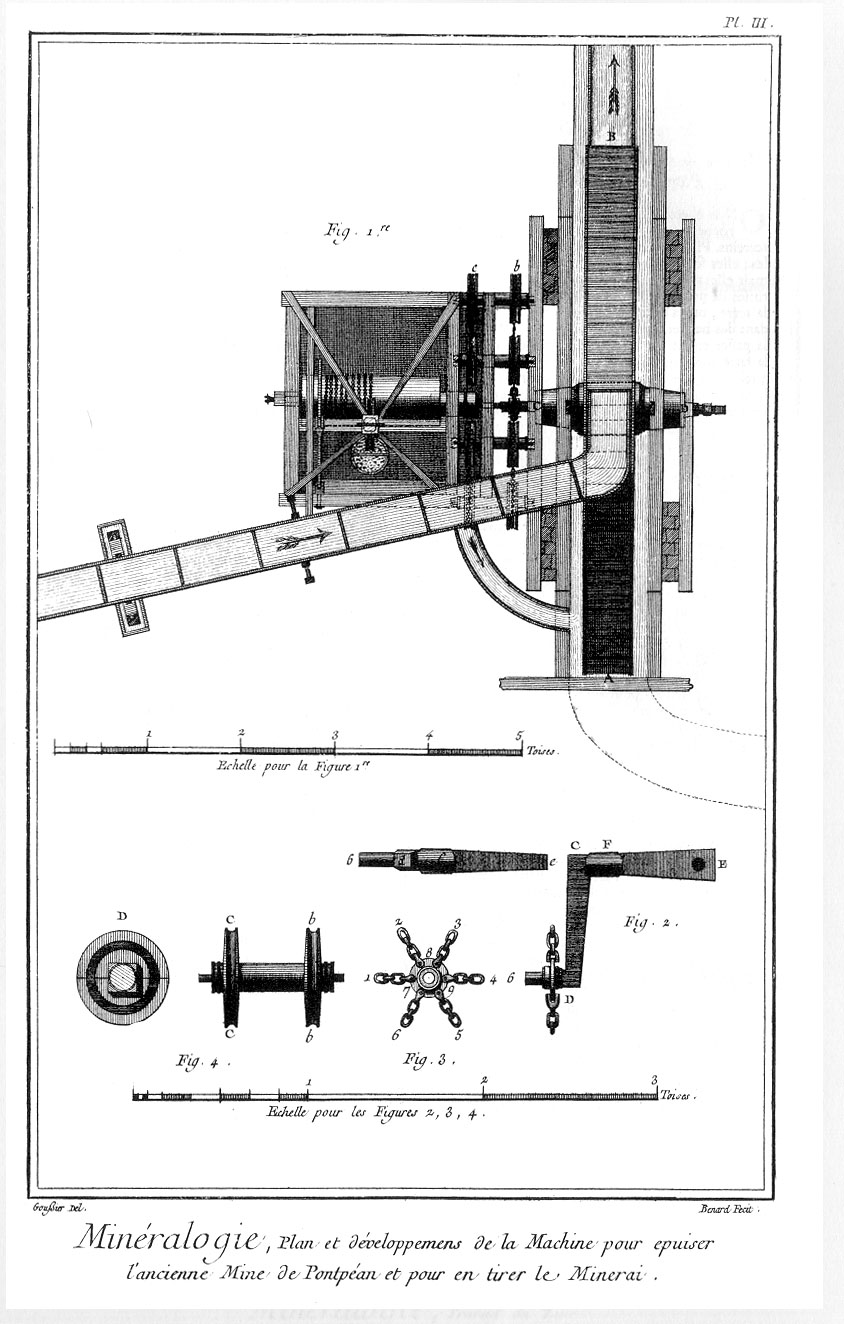 Pl. III.
B
Fig. 1.re
c b
A
1 2 3 4 5 Toises.
Echelle pour la Figure 1re
6 d f e
C F E
Fig. 2.
D
C b
C b
Fig. 4.
2 3
1 8 4
7 9
6 5
Fig. 3.
6 D
1 2 3 Toises.
Echelle pour les Figures 2, 3, 4.
Goussier Del.
Benard Fecit.
Minéralogie, Plan et développemens de la Machine pour epuiser
l'ancienne Mine de Pontpéan et pour en tirer le Minerai.